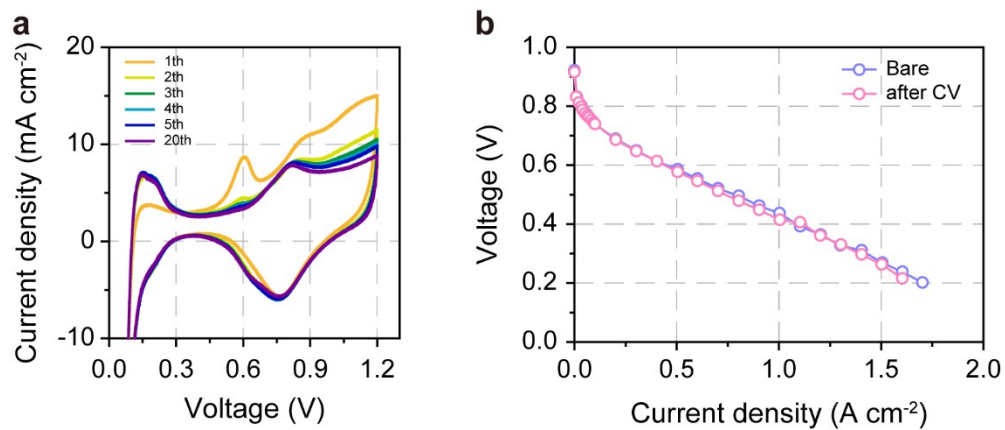 a
Current density (mA cm-2)
20
10
0
-10
1th
2th
3th
4th
5th
20th
0.0 0.3 0.6 0.9 1.2
Voltage (V)
b
Voltage (V)
1.0
0.8
0.6
0.4
0.2
0.0
Bare
after CV
0.0 0.5 1.0 1.5 2.0
Current density (A cm-2)